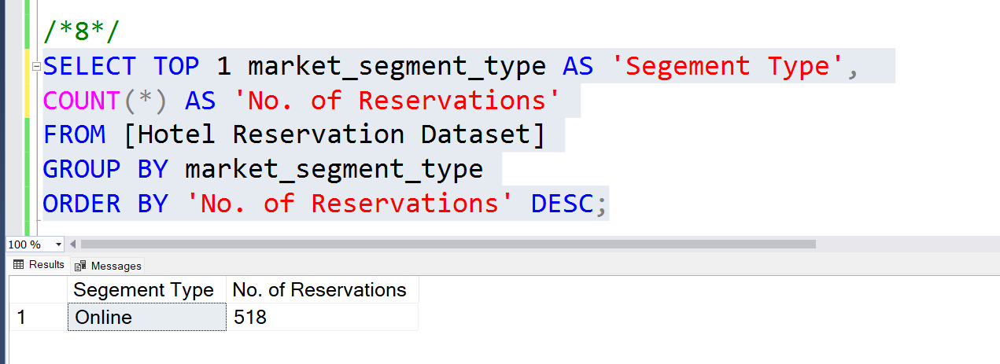 /*8*/
SELECT TOP 1 market_segment_type AS 'Segement Type',
COUNT(*) AS 'No. of Reservations'
FROM [Hotel Reservation Dataset]
GROUP BY market_segment_type
ORDER BY 'No. of Reservations' DESC;
100 %
Results Messages
Segement Type No. of Reservations
1 Online 518